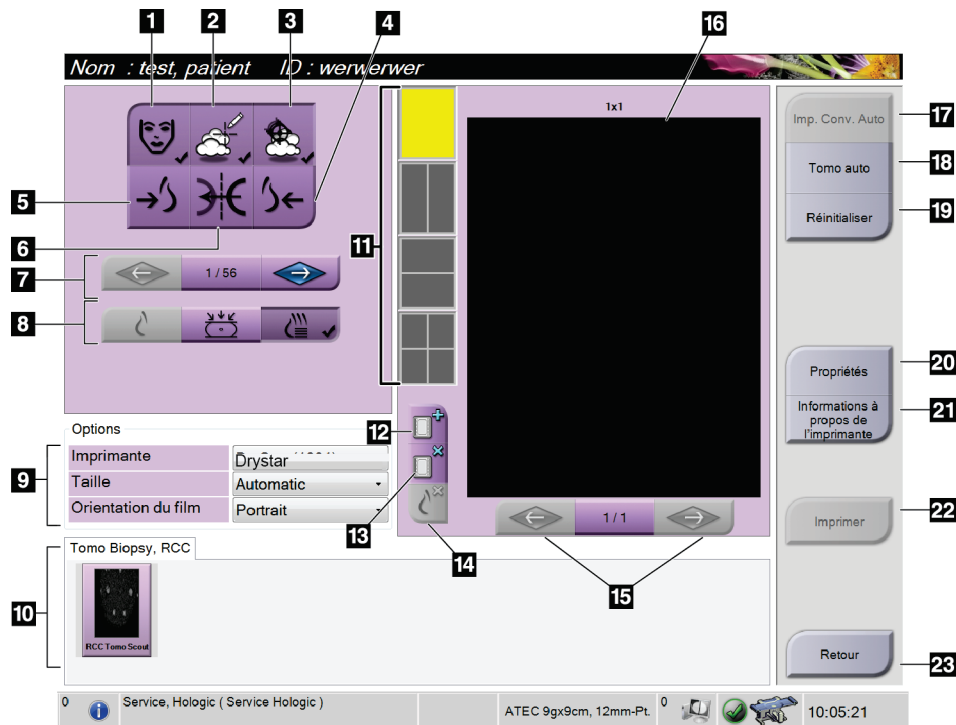 1
2
3
4
16
Nom : test, patient ID : werwerwer
1x1
17
Imp. Conv. Auto
18
Tomo auto
19
Réinitialiser
5
6
11
7
1 / 56
8
20
Propriétés
21
Informations à
propos de
l'imprimante
Options
12
9
Imprimante
Drystar
Taille
Automatic
Orientation du film
Portrait
13
14
1 / 1
15
22
Imprimer
Tomo Biopsy, RCC
10
RCC Tomo Scout
Retour
23
0
Service, Hologic ( Service Hologic )
ATEC 9gx9cm, 12mm-Pt.
0
10:05:21